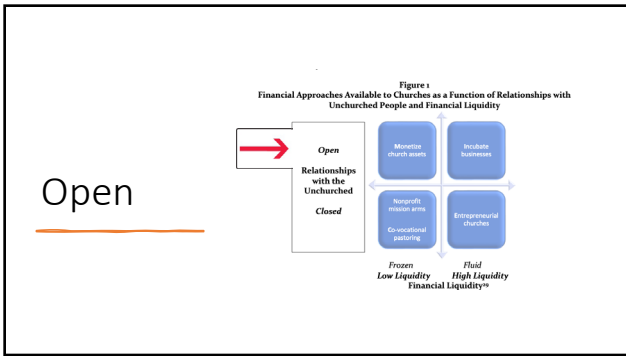 Open
Figure 1
Financial Approaches Available to Churches as a Function of Relationships with
Unchurched People and Financial Liquidity
Open
Relationships
with the
Unchurched
Closed
Monetize
church assets
Incubate
businesses
Nonprofit
mission arms
Co-vocational
pastoring
Entrepreneurial
churches
Frozen
Low Liquidity
Fluid
High Liquidity
Financial Liquidity²⁹